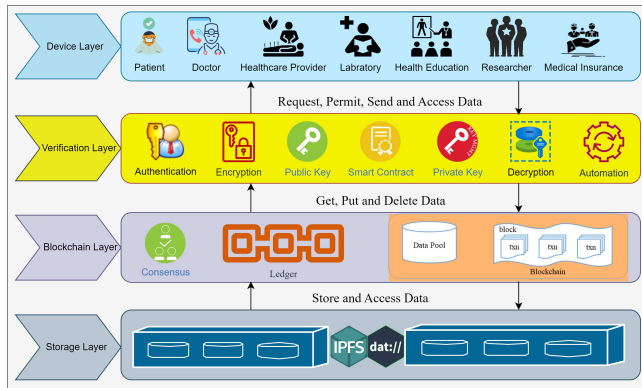 Device Layer
Patient Doctor Healthcare Provider Labratory Health Education Researcher Medical Insurance
Request, Permit, Send and Access Data
Verification Layer
Authentication Encryption Public Key Smart Contract Private Key Decryption Automation
Get, Put and Delete Data
Blockchain Layer
Consensus
Ledger
Data Pool
block
txn txn txn
Blockchain
Store and Access Data
Storage Layer
IPFS dat://